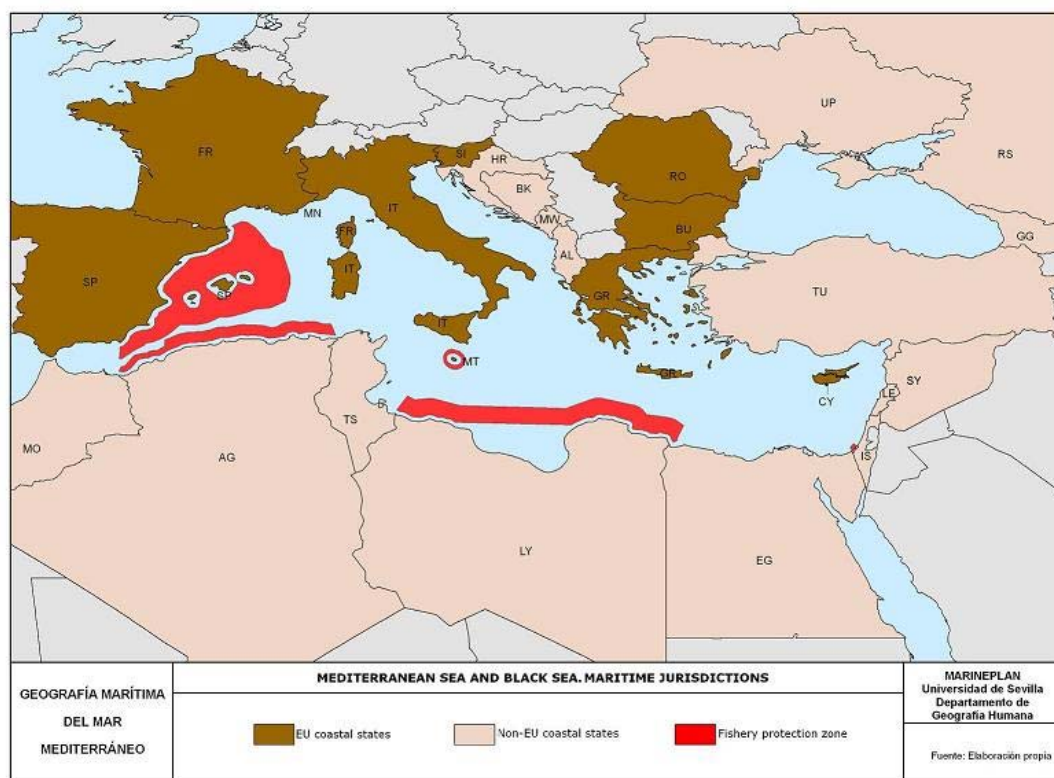 UP
FR
RS
SI
HR
RO
BK
MN
IT
MW
BU
GG
FR
AL
SP
IT
TU
SP
GR
IT
MT
GR
SY
LE
CY
MO
TS
IS
AG
LY
EG
GEOGRAFÍA MARÍTIMA
DEL MAR
MEDITERRÁNEO
MEDITERRANEAN SEA AND BLACK SEA. MARITIME JURISDICTIONS
EU coastal states
Non-EU coastal states
Fishery protection zone
MARINEPLAN
Universidad de Sevilla
Departamento de
Geografía Humana
Fuente: Elaboración propia